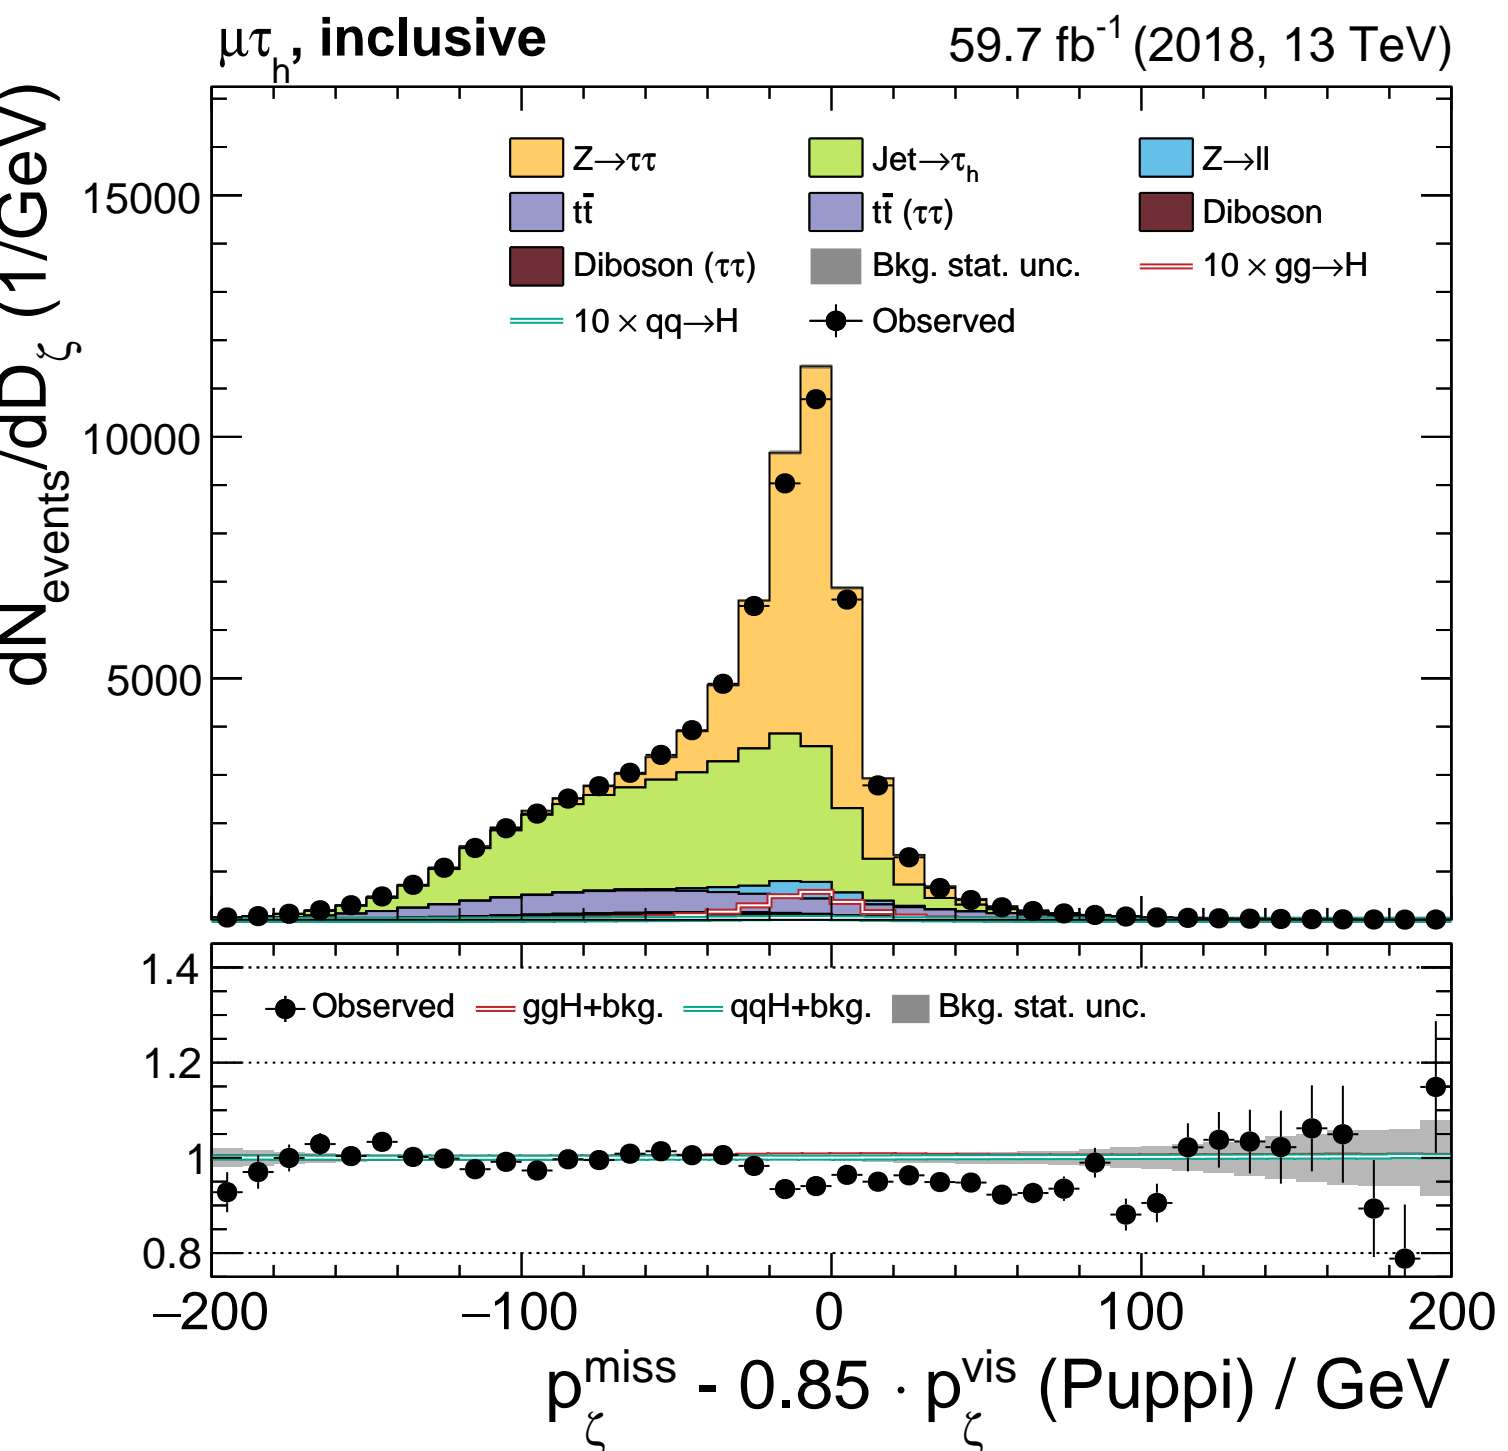 μτh, inclusive
59.7 fb-1 (2018, 13 TeV)
dNevents/dDζ (1/GeV)
15000
10000
5000
Z→ττ
Jet→τh
Z→ll
tt̄
tt̄ (ττ)
Diboson
Diboson (ττ)
Bkg. stat. unc.
10 × gg→H
10 × qq→H
Observed
1.4
1.2
1
0.8
Observed
ggH+bkg.
qqH+bkg.
Bkg. stat. unc.
−200
−100
0
100
200
pζmiss - 0.85 · pζvis (Puppi) / GeV